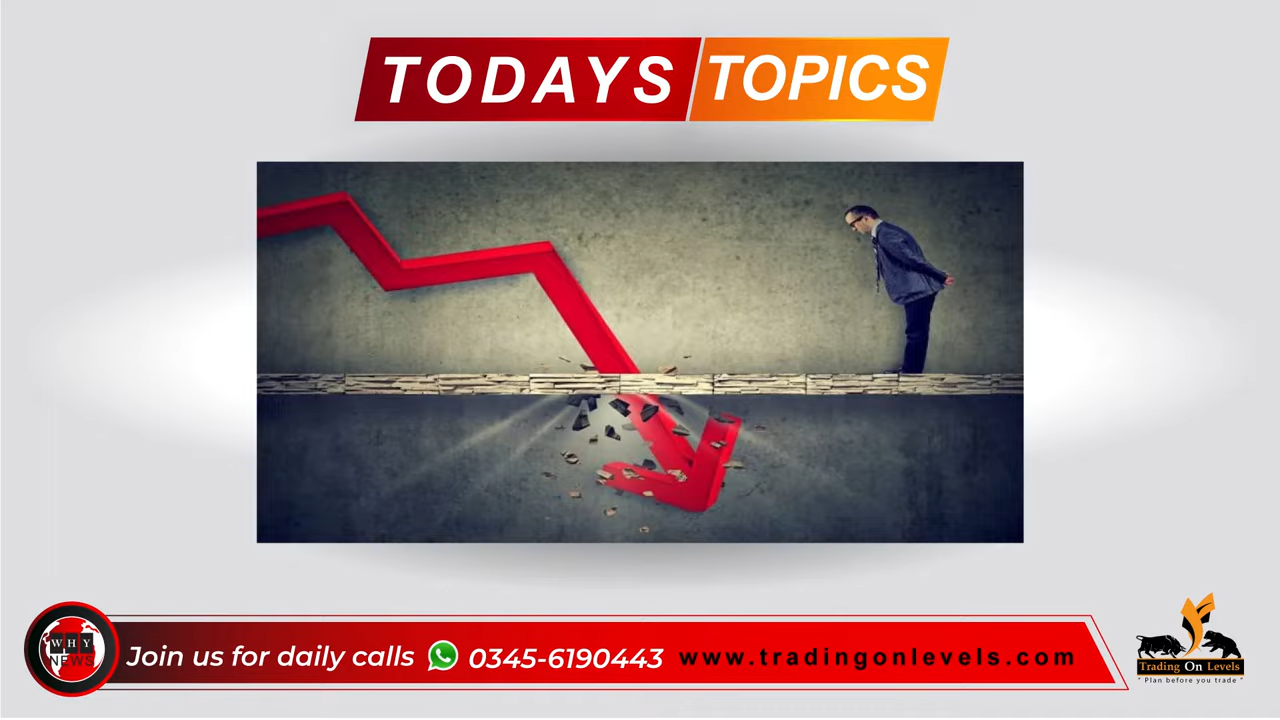 TODAYS TOPICS
WHY
NEWS
Join us for daily calls 0345-6190443 www.tradingonlevels.com
Trading On Levels
" Plan before you trade "